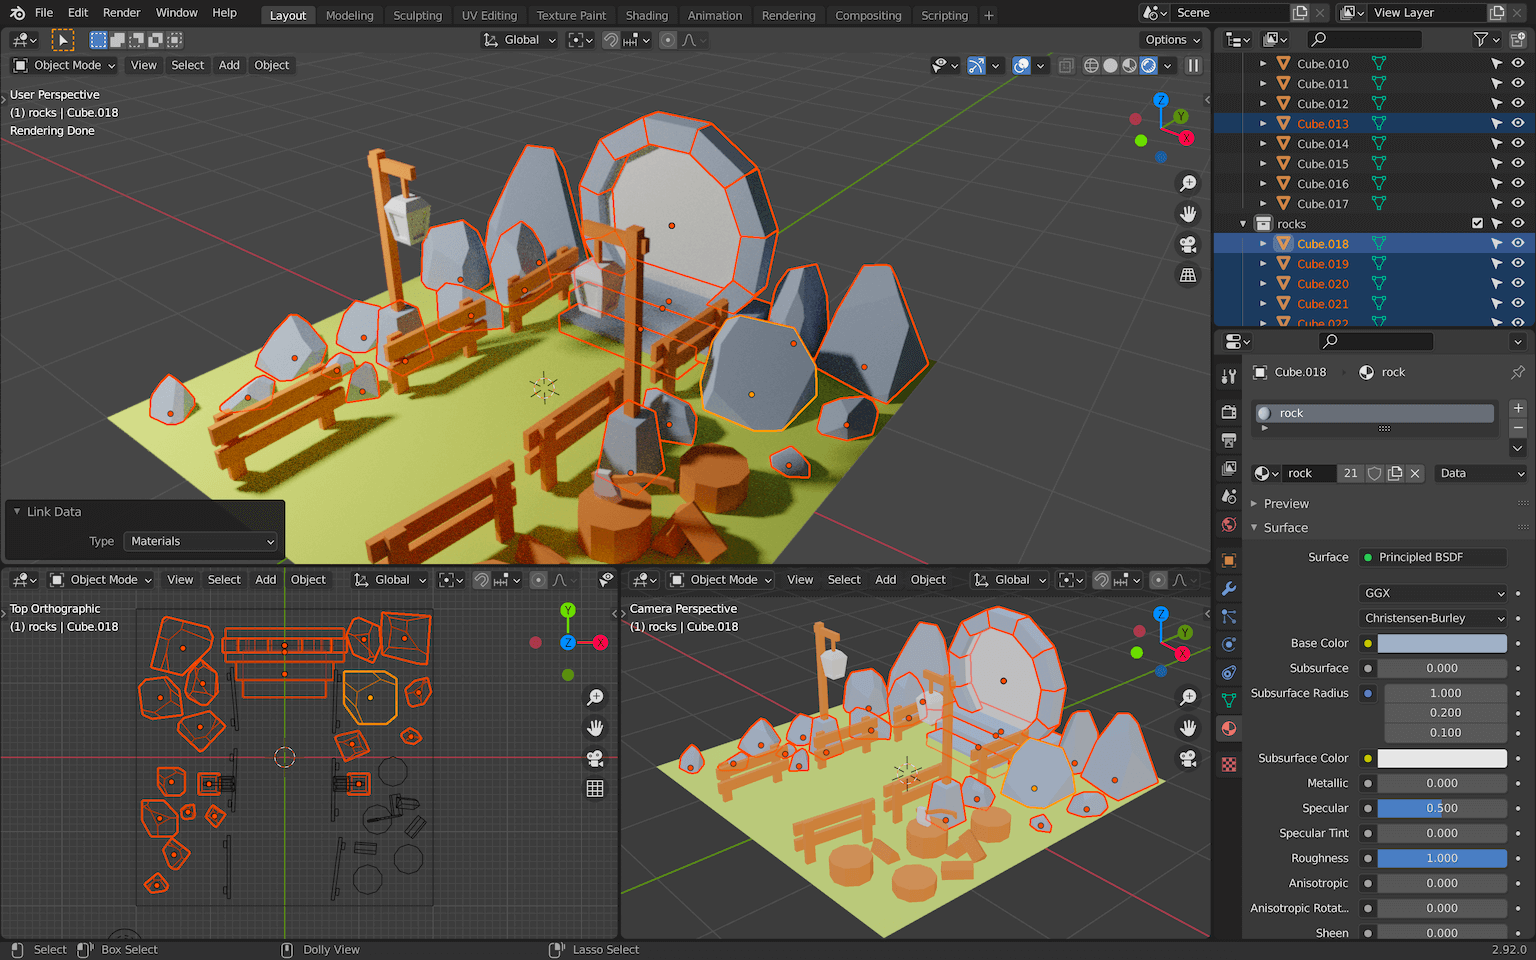 File Edit Render Window Help Layout Modeling Sculpting UV Editing Texture Paint Shading Animation Rendering Compositing Scripting + Scene View Layer
Global Options
Object Mode View Select Add Object
User Perspective
(1) rocks | Cube.018
Rendering Done
Z
Y
X
Link Data
Type Materials
Object Mode View Select Add Object Global
Top Orthographic
(1) rocks | Cube.018
Y
Z X
Object Mode View Select Add Object Global
Camera Perspective
(1) rocks | Cube.018
Z
Y
X
Cube.010
Cube.011
Cube.012
Cube.013
Cube.014
Cube.015
Cube.016
Cube.017
rocks
Cube.018
Cube.019
Cube.020
Cube.021
Cube.022
Cube.018 rock
rock
rock 21 Data
Preview
Surface
Surface Principled BSDF
GGX
Christensen-Burley
Base Color
Subsurface 0.000
Subsurface Radius 1.000
0.200
0.100
Subsurface Color
Metallic 0.000
Specular 0.500
Specular Tint 0.000
Roughness 1.000
Anisotropic 0.000
Anisotropic Rotat... 0.000
Sheen 0.000
Select Box Select Dolly View Lasso Select 2.92.0